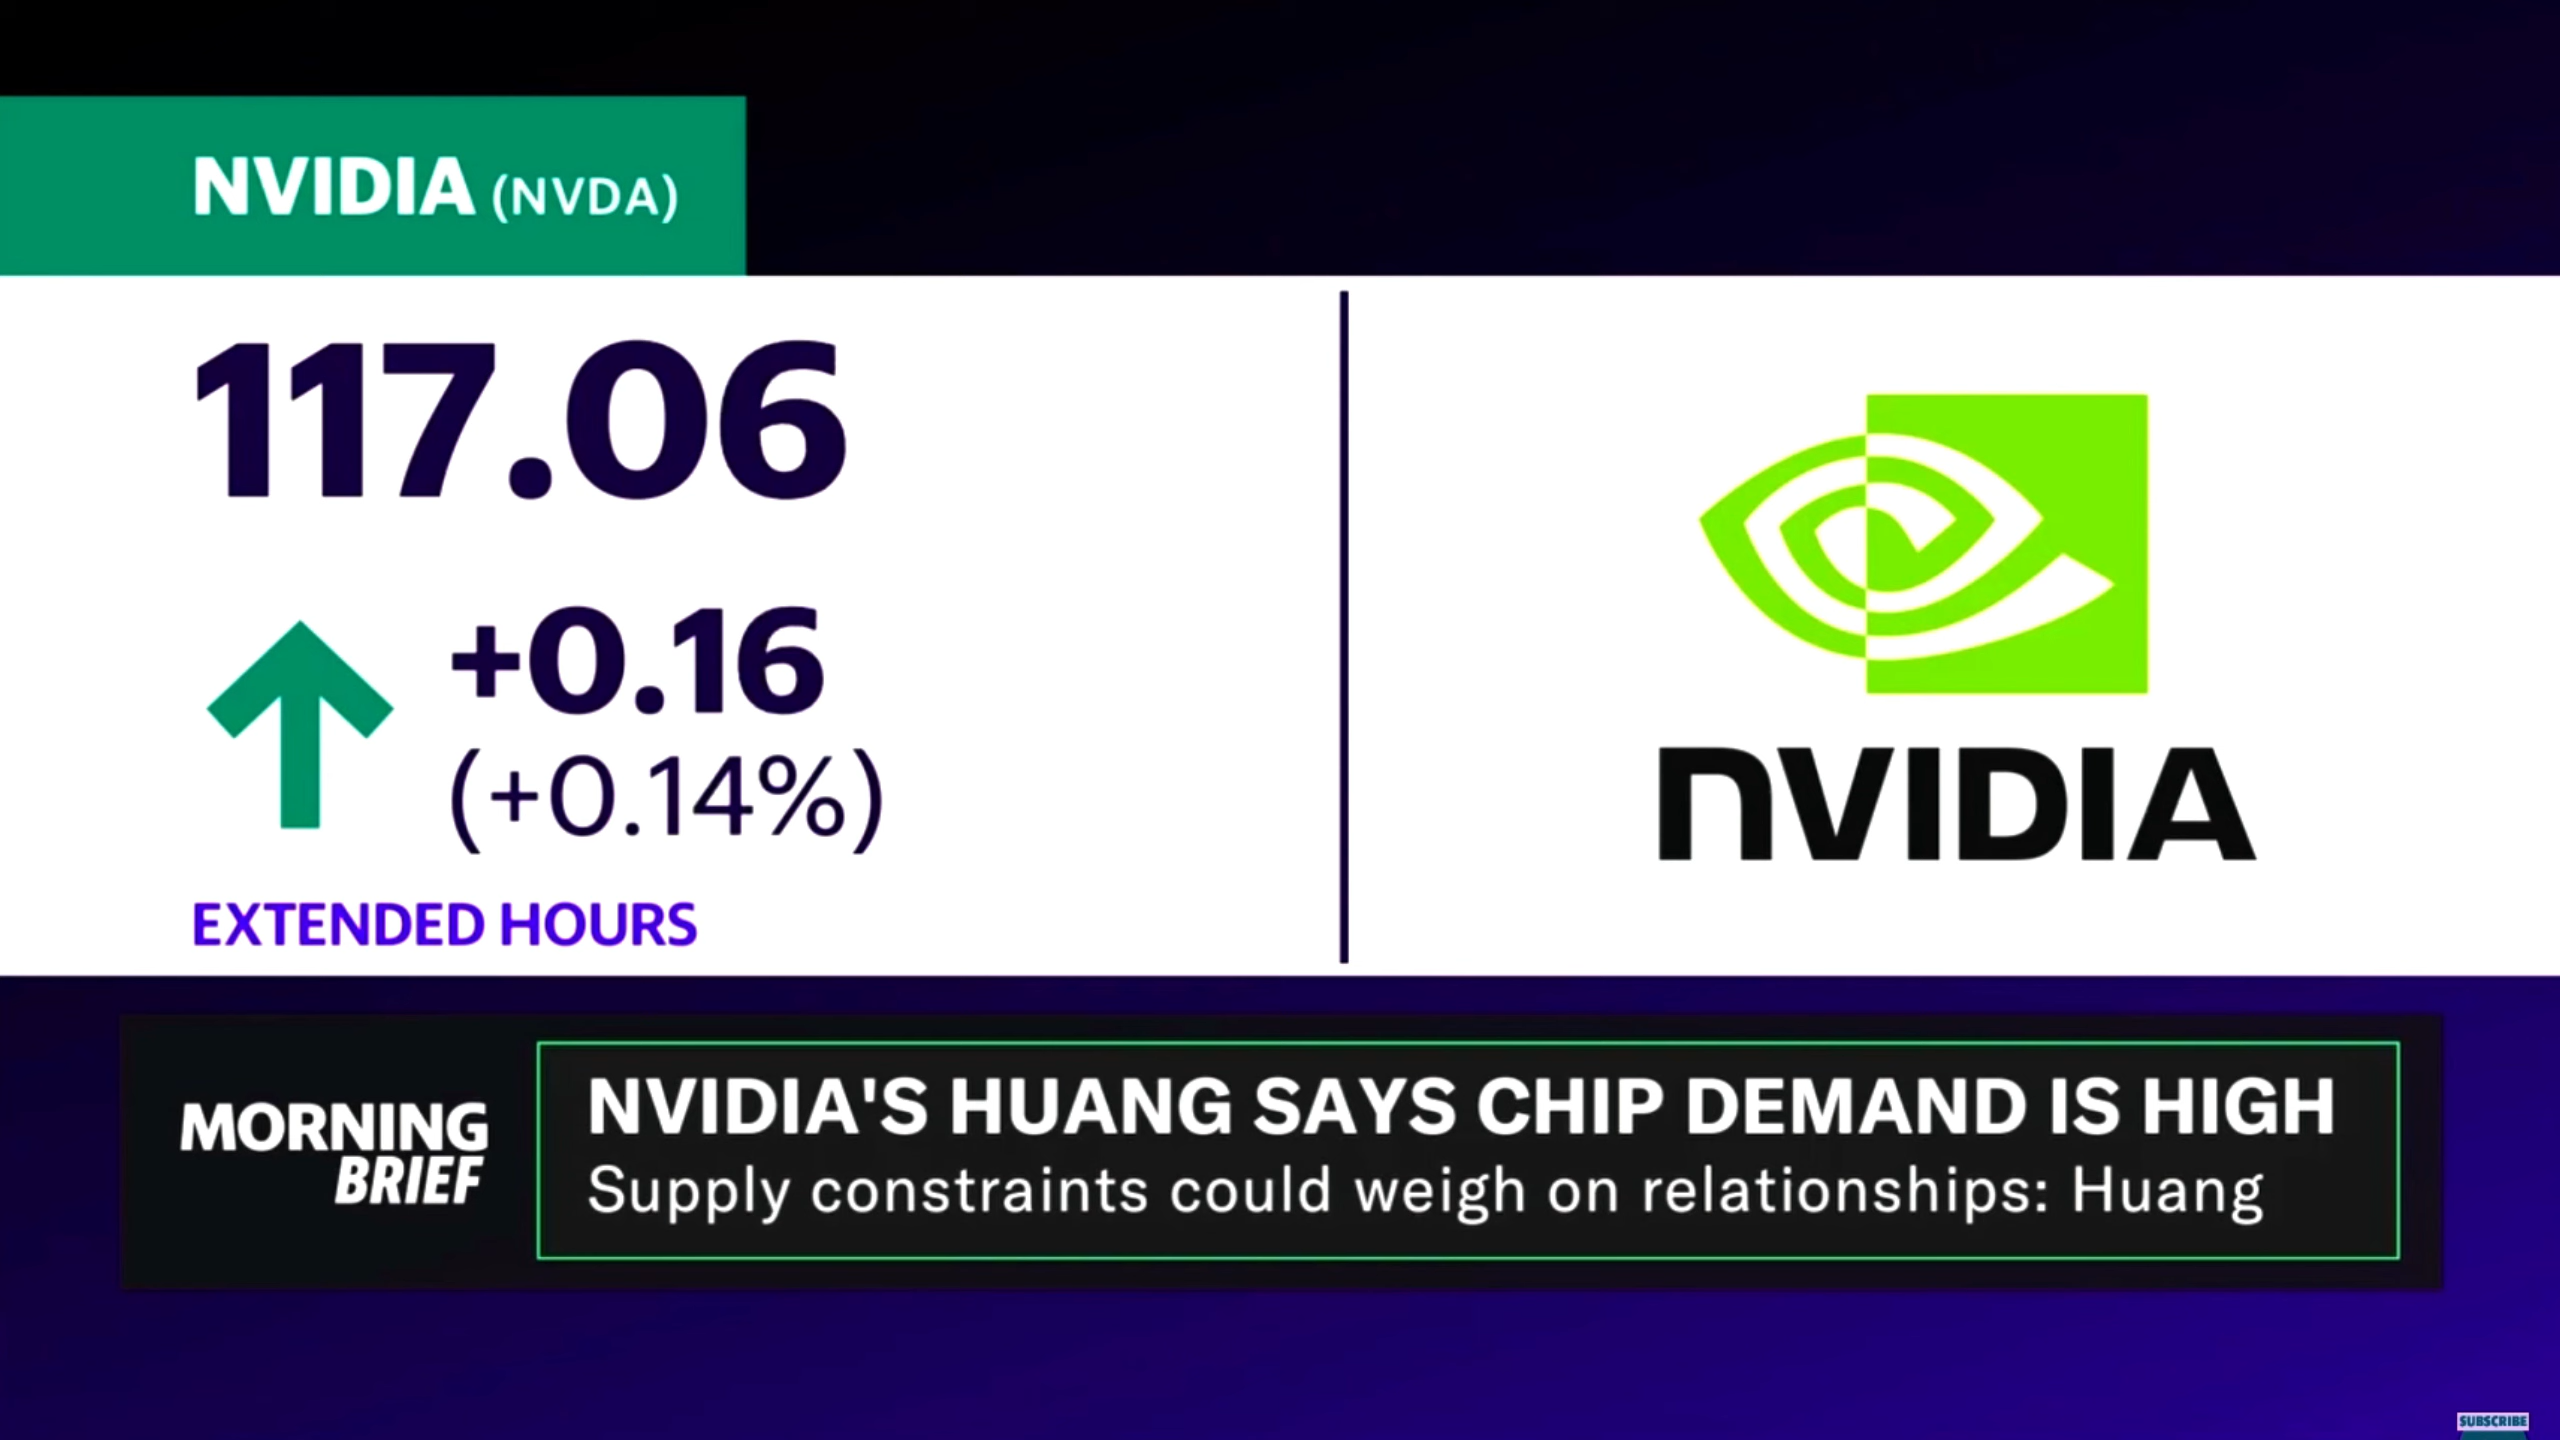 NVIDIA (NVDA)
117.06
+0.16
(+0.14%)
EXTENDED HOURS
NVIDIA
MORNING
BRIEF
NVIDIA'S HUANG SAYS CHIP DEMAND IS HIGH
Supply constraints could weigh on relationships: Huang
SUBSCRIBE